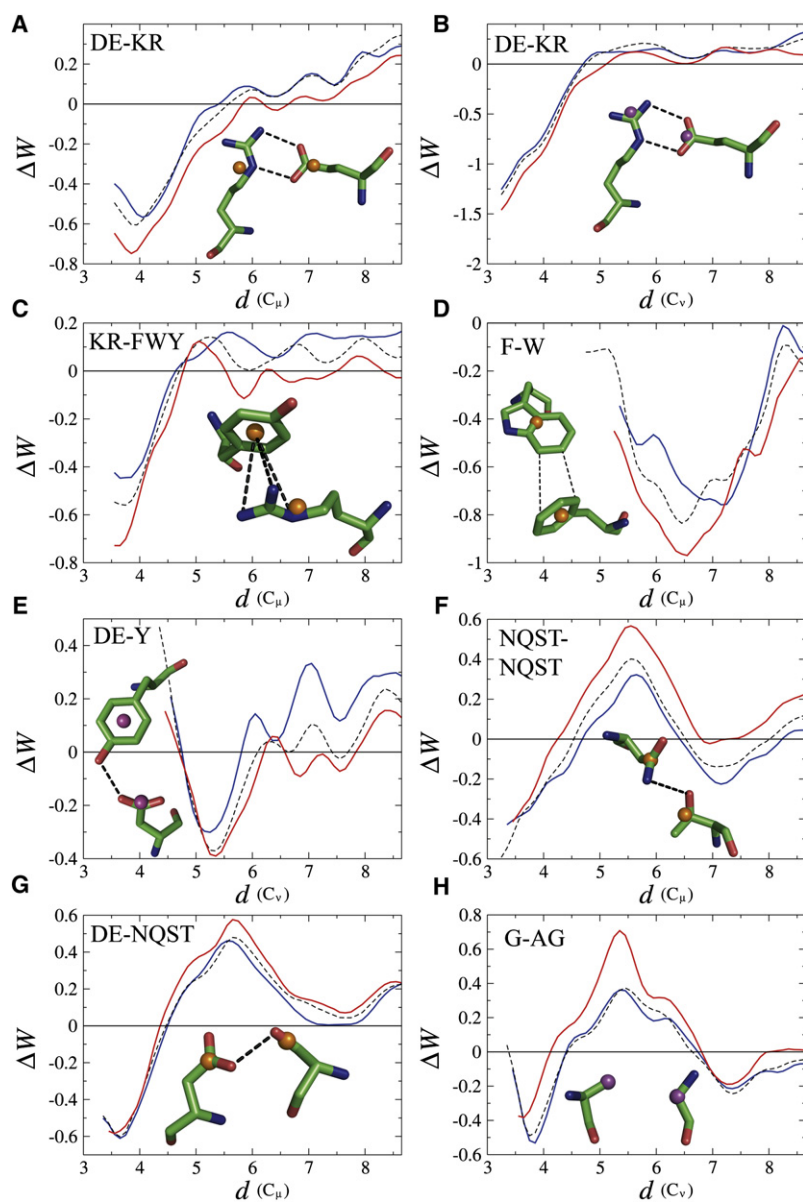 A
DE-KR
ΔW
0.2
0
-0.2
-0.4
-0.6
-0.8
3 4 5 6 7 8
d (Cμ)
B
DE-KR
ΔW
0
-0.5
-1
-1.5
-2
3 4 5 6 7 8
d (Cν)
C
KR-FWY
ΔW
0.2
0
-0.2
-0.4
-0.6
-0.8
3 4 5 6 7 8
d (Cμ)
D
F-W
ΔW
0
-0.2
-0.4
-0.6
-0.8
-1
3 4 5 6 7 8
d (Cμ)
E
DE-Y
ΔW
0.4
0.2
0
-0.2
-0.4
3 4 5 6 7 8
d (Cν)
F
NQST-
NQST
ΔW
0.6
0.4
0.2
0
-0.2
-0.4
-0.6
3 4 5 6 7 8
d (Cμ)
G
DE-NQST
ΔW
0.6
0.4
0.2
0
-0.2
-0.4
-0.6
3 4 5 6 7 8
d (Cμ)
H
G-AG
ΔW
0.8
0.6
0.4
0.2
0
-0.2
-0.4
-0.6
3 4 5 6 7 8
d (Cν)